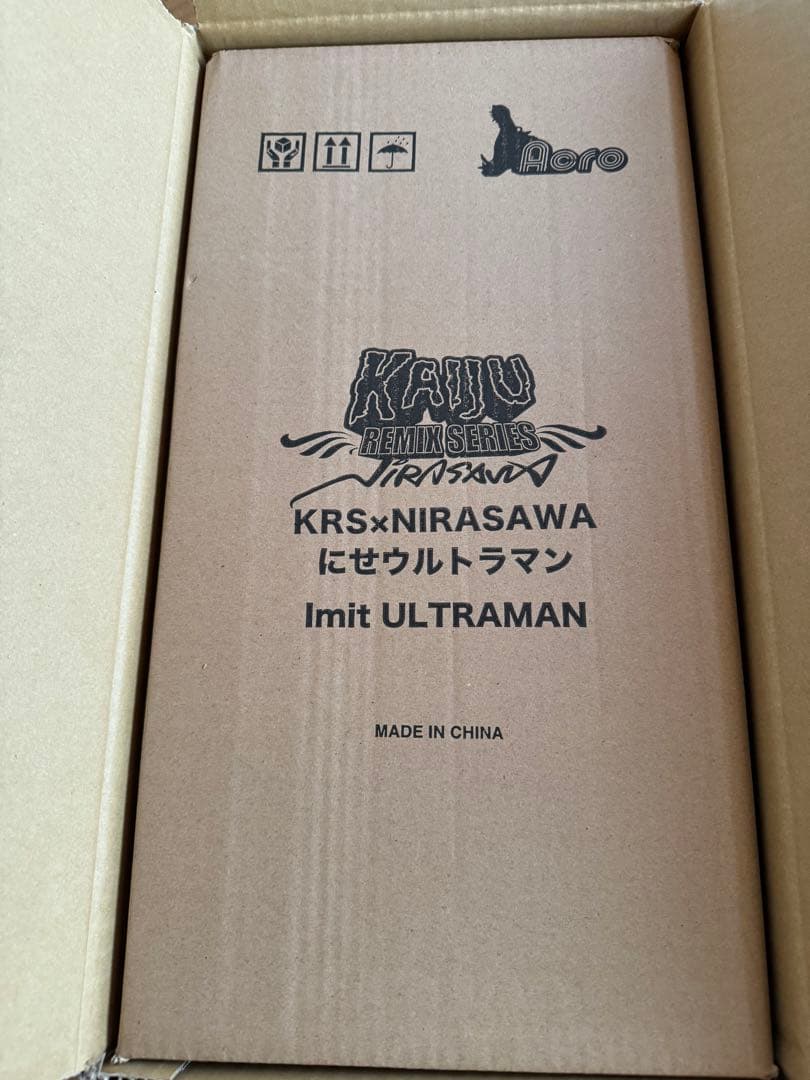 Acro
KAIJU
REMIX SERIES
NIRASAWA
KRS×NIRASAWA
にせウルトラマン
Imit ULTRAMAN
MADE IN CHINA